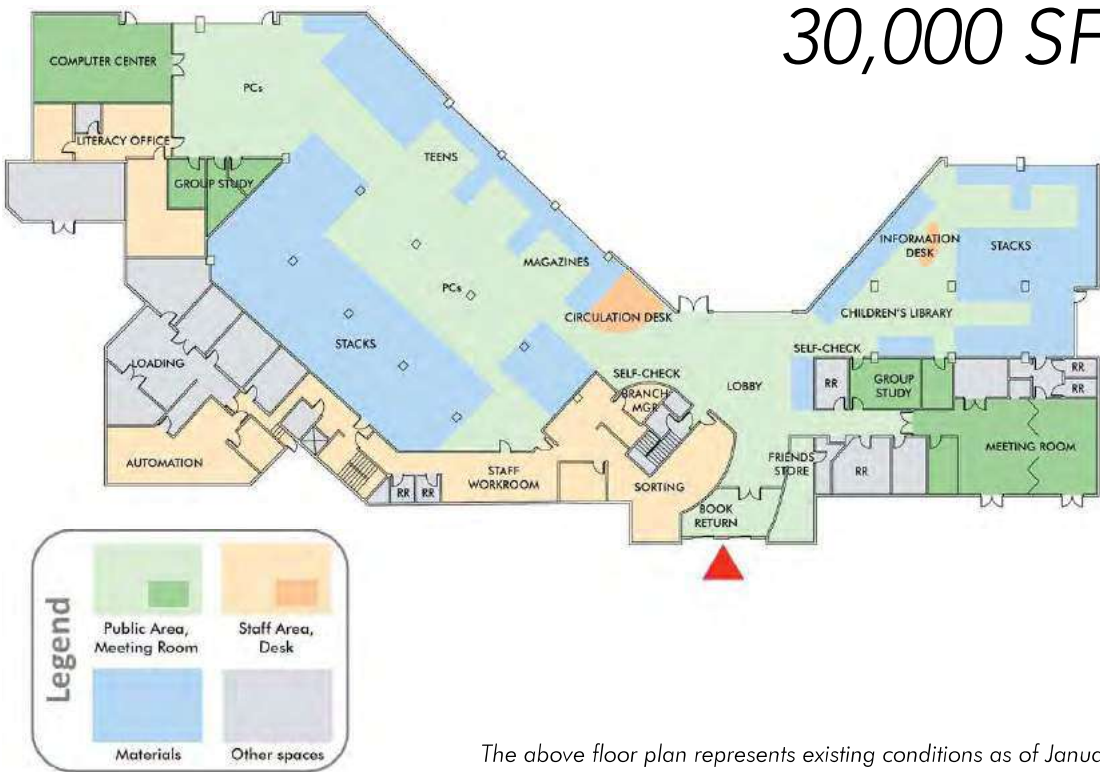 30,000 SF
COMPUTER CENTER
PCs
LITERACY OFFICE
TEENS
GROUP STUDY
INFORMATION
DESK
STACKS
MAGAZINES
PCs
CIRCULATION DESK
CHILDREN'S LIBRARY
STACKS
LOADING
SELF-CHECK
SELF-CHECK
LOBBY
BRANCH
MGR
RR
GROUP
STUDY
RR
RR
AUTOMATION
MEETING ROOM
FRIENDS
STORE
RR
STAFF
WORKROOM
SORTING
RR
RR
BOOK
RETURN
Legend
Public Area,
Meeting Room
Staff Area,
Desk
Materials
Other spaces
The above floor plan represents existing conditions as of Janu